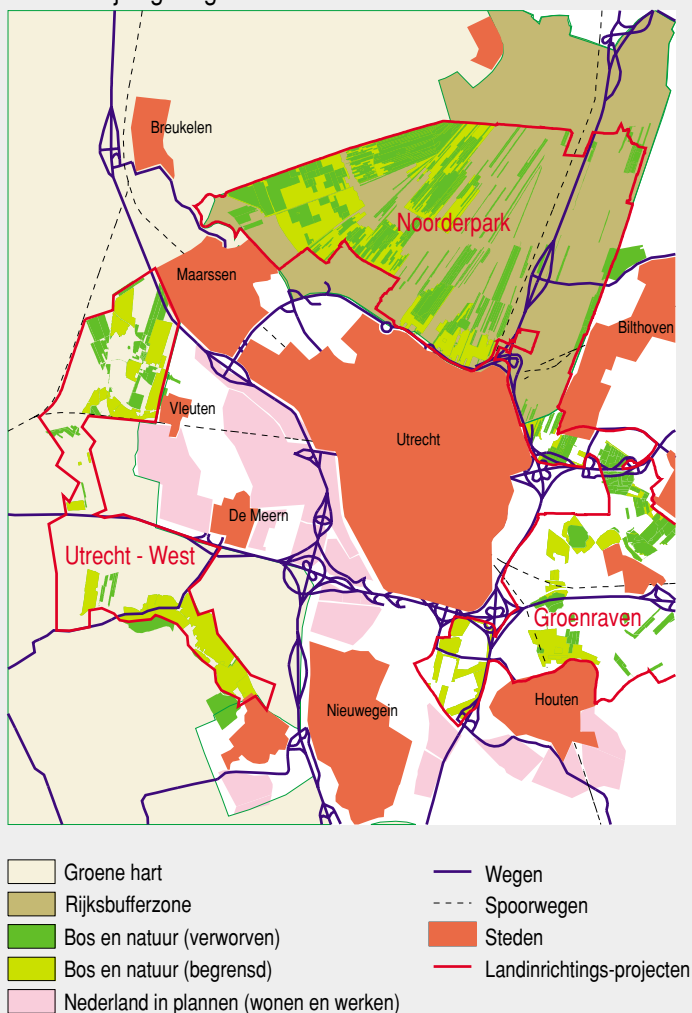 Breukelen
Noorderpark
Maarssen
Bilthoven
Vleuten
Utrecht
De Meern
Utrecht - West
Groenraven
Nieuwegein
Houten
Groene hart
Rijksbufferzone
Bos en natuur (verworven)
Bos en natuur (begrensd)
Nederland in plannen (wonen en werken)
Wegen
Spoorwegen
Steden
Landinrichtings-projecten